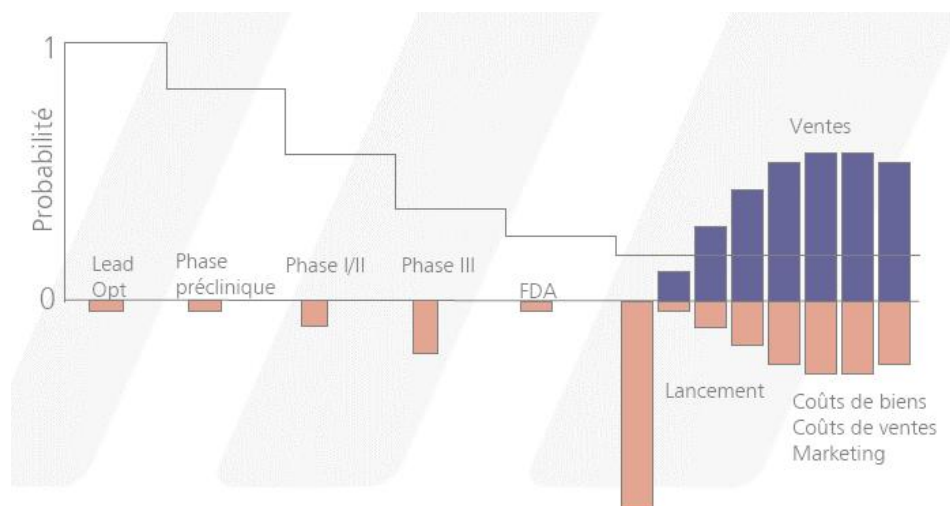 1
Probabilité
0
Lead
Opt
Phase
préclinique
Phase I/II
Phase III
FDA
Ventes
Lancement
Coûts de biens
Coûts de ventes
Marketing